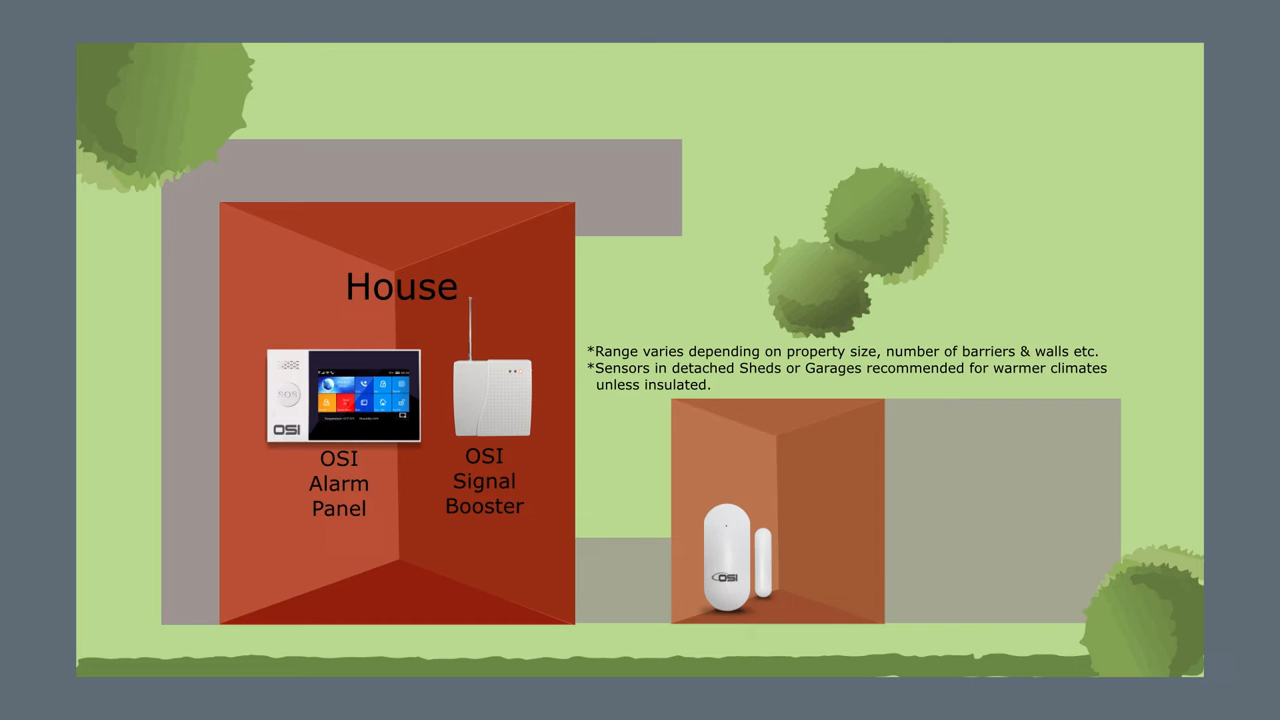 House
*Range varies depending on property size, number of barriers & walls etc.
*Sensors in detached Sheds or Garages recommended for warmer climates
unless insulated.
SOS
OSI
OSI
Alarm
Panel
OSI
Signal
Booster
OSI